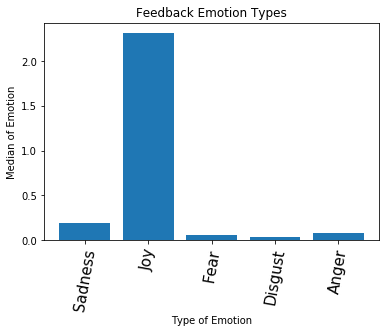 Feedback Emotion Types
Median of Emotion
2.0
1.5
1.0
0.5
0.0
Sadness
Joy
Fear
Disgust
Anger
Type of Emotion